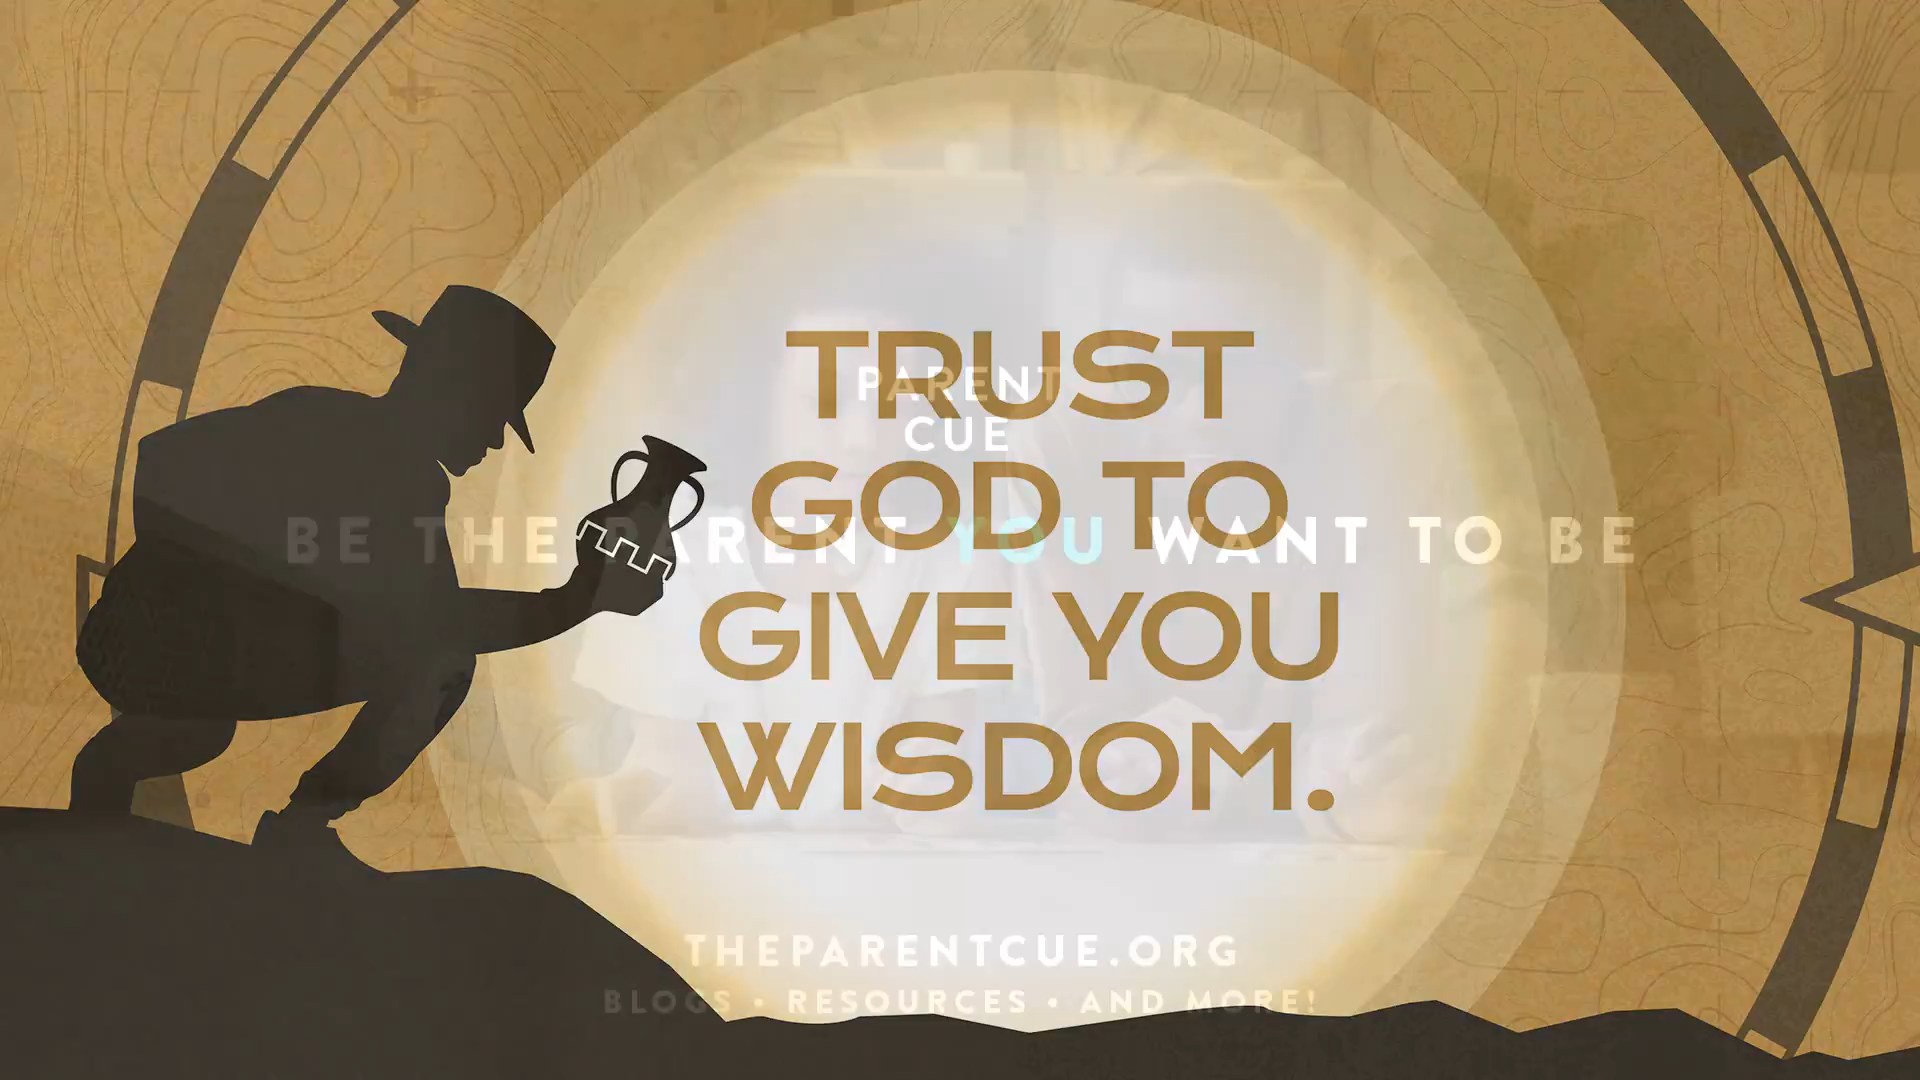 TRUST
GOD TO
GIVE YOU
WISDOM.
PARENT
CUE
BE THE PARENT YOU WANT TO BE
THEPARENTCUE.ORG
BLOGS • RESOURCES • AND MORE!